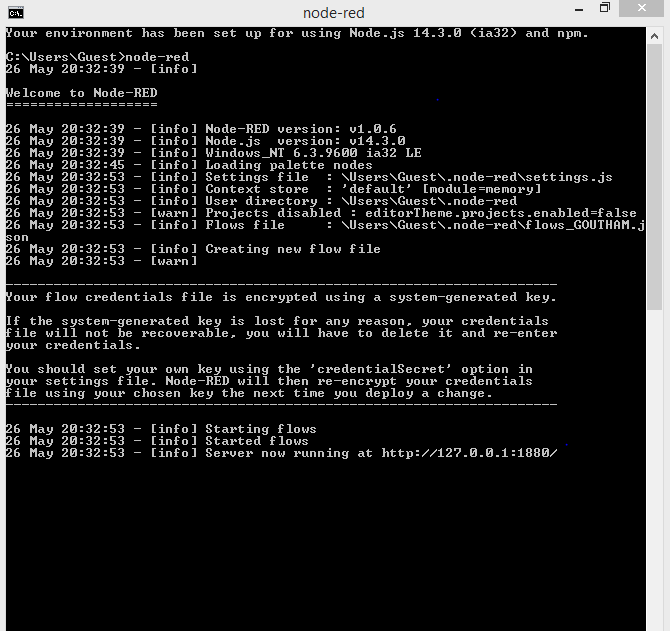 node-red
Your environment has been set up for using Node.js 14.3.0 (ia32) and npm.
C:\Users\Guest>node-red
26 May 20:32:39 - [info]
Welcome to Node-RED
===================
26 May 20:32:39 - [info] Node-RED version: v1.0.6
26 May 20:32:39 - [info] Node.js  version: v14.3.0
26 May 20:32:39 - [info] Windows_NT 6.3.9600 ia32 LE
26 May 20:32:45 - [info] Loading palette nodes
26 May 20:32:53 - [info] Settings file  : \Users\Guest\.node-red\settings.js
26 May 20:32:53 - [info] Context store  : 'default' [module=memory]
26 May 20:32:53 - [info] User directory : \Users\Guest\.node-red
26 May 20:32:53 - [warn] Projects disabled : editorTheme.projects.enabled=false
26 May 20:32:53 - [info] Flows file     : \Users\Guest\.node-red\flows_GOUTHAM.j
son
26 May 20:32:53 - [info] Creating new flow file
26 May 20:32:53 - [warn]
---------------------------------------------------------------------
Your flow credentials file is encrypted using a system-generated key.
If the system-generated key is lost for any reason, your credentials
file will not be recoverable, you will have to delete it and re-enter
your credentials.
You should set your own key using the 'credentialSecret' option in
your settings file. Node-RED will then re-encrypt your credentials
file using your chosen key the next time you deploy a change.
---------------------------------------------------------------------
26 May 20:32:53 - [info] Starting flows
26 May 20:32:53 - [info] Started flows
26 May 20:32:53 - [info] Server now running at http://127.0.0.1:1880/